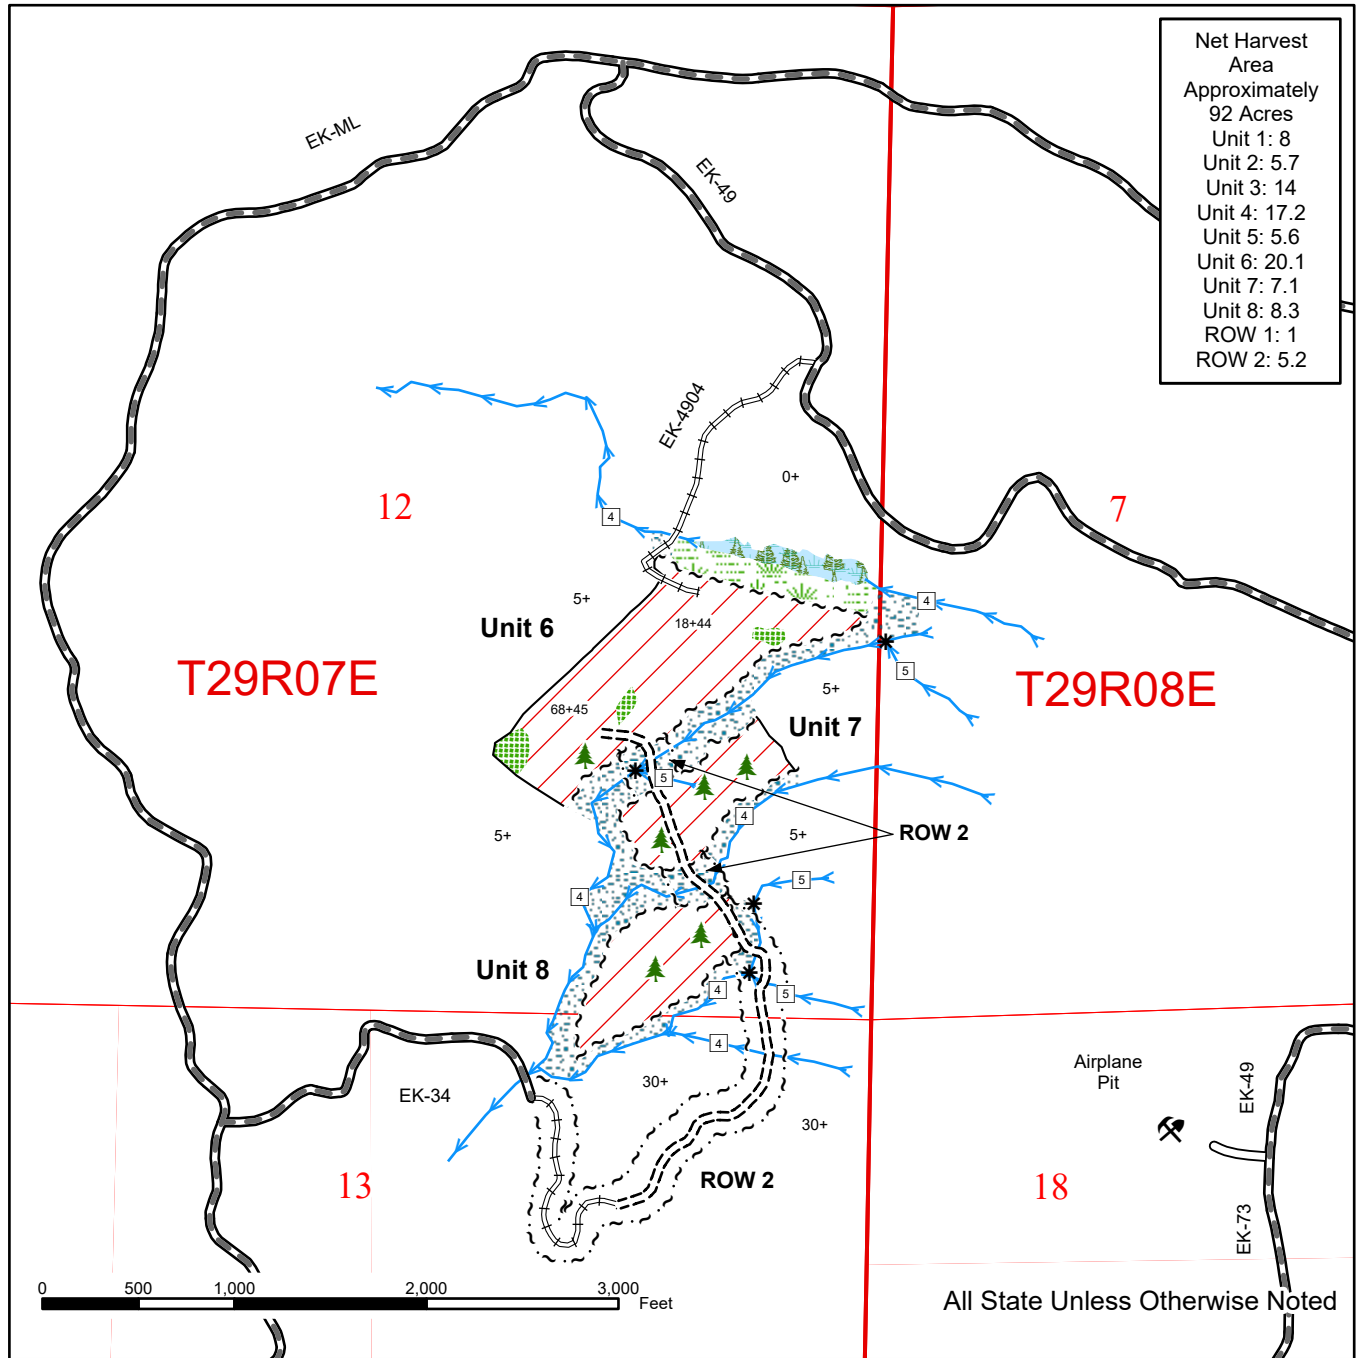 Net Harvest
Area
Approximately
92 Acres
Unit 1: 8
Unit 2: 5.7
Unit 3: 14
Unit 4: 17.2
Unit 5: 5.6
Unit 6: 20.1
Unit 7: 7.1
Unit 8: 8.3
ROW 1: 1
ROW 2: 5.2
EK-ML
EK-49
EK-4904
0+
12
7
4
4
5+
Unit 6
18+44
T29R07E
5
T29R08E
5+
68+45
Unit 7
5
4
5+
5+
ROW 2
5
4
Unit 8
4
5
4
30+
EK-34
Airplane
Pit
EK-49
30+
13
ROW 2
18
EK-73
0 500 1,000 2,000 3,000
Feet
All State Unless Otherwise Noted